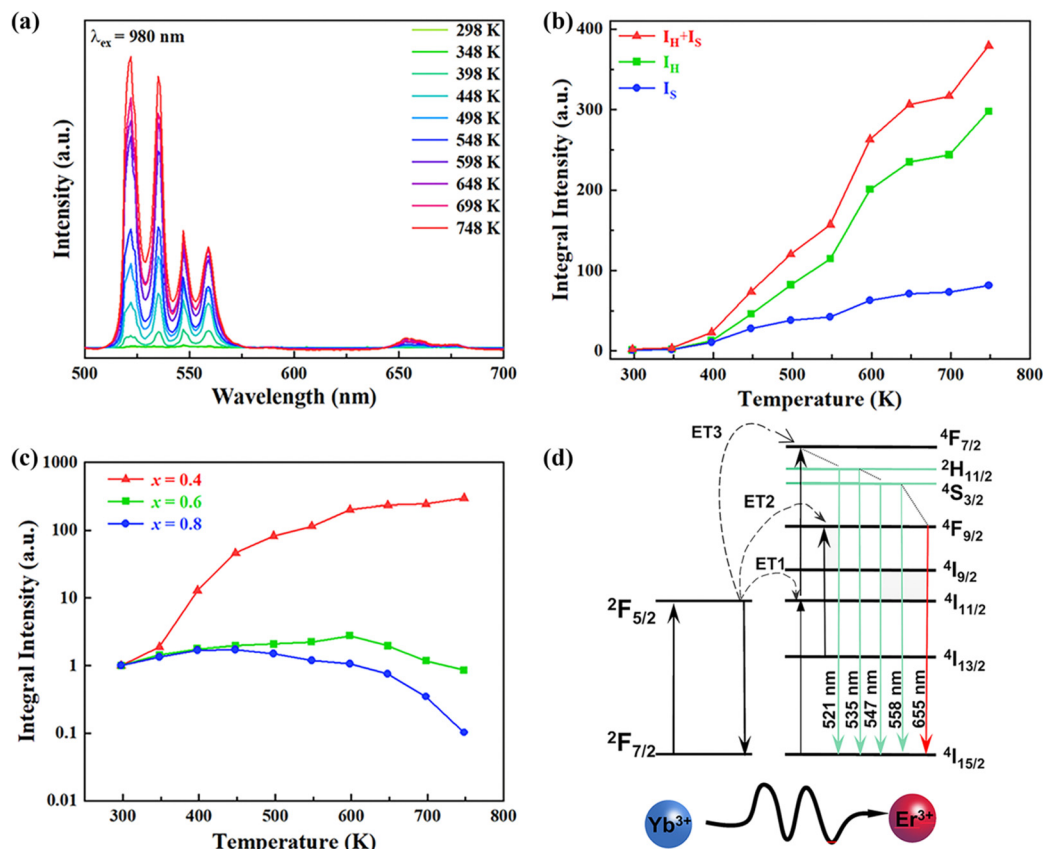 (a)
λex = 980 nm
298 K
348 K
398 K
448 K
498 K
548 K
598 K
648 K
698 K
748 K
Intensity (a.u.)
500
550
600
650
700
Wavelength (nm)
(b)
IH+IS
IH
IS
Integral Intensity (a.u.)
400
300
200
100
0
300
400
500
600
700
800
Temperature (K)
(c)
x = 0.4
x = 0.6
x = 0.8
Integral Intensity (a.u.)
1000
100
10
1
0.1
0.01
300
400
500
600
700
800
Temperature (K)
(d)
ET3
ET2
ET1
4F7/2
2H11/2
4S3/2
4F9/2
4I9/2
4I11/2
4I13/2
4I15/2
2F5/2
2F7/2
521 nm
535 nm
547 nm
558 nm
655 nm
Yb3+
Er3+